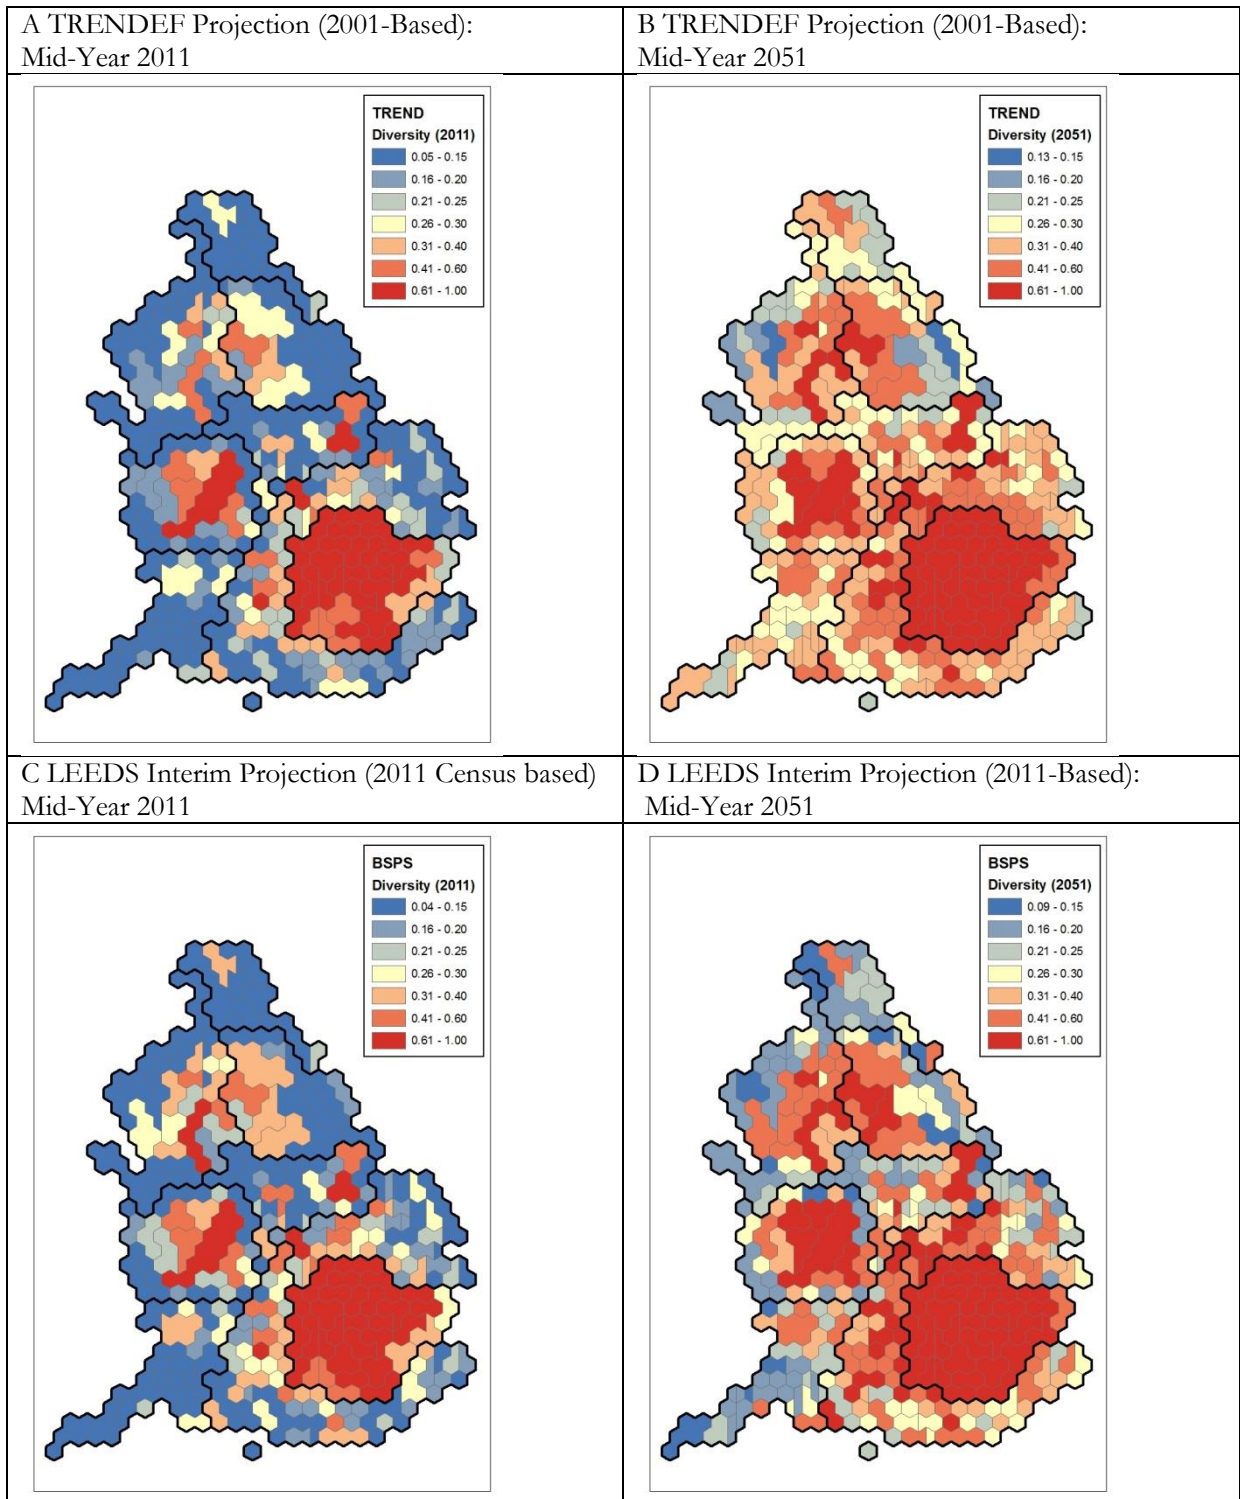 A TRENDEF Projection (2001-Based):
Mid-Year 2011
B TRENDEF Projection (2001-Based):
Mid-Year 2051
TREND
Diversity (2011)
0.05 - 0.15
0.16 - 0.20
0.21 - 0.25
0.26 - 0.30
0.31 - 0.40
0.41 - 0.60
0.61 - 1.00
TREND
Diversity (2051)
0.13 - 0.15
0.16 - 0.20
0.21 - 0.25
0.26 - 0.30
0.31 - 0.40
0.41 - 0.60
0.61 - 1.00
C LEEDS Interim Projection (2011 Census based)
Mid-Year 2011
D LEEDS Interim Projection (2011-Based):
Mid-Year 2051
BSPS
Diversity (2011)
0.04 - 0.15
0.16 - 0.20
0.21 - 0.25
0.26 - 0.30
0.31 - 0.40
0.41 - 0.60
0.61 - 1.00
BSPS
Diversity (2051)
0.09 - 0.15
0.16 - 0.20
0.21 - 0.25
0.26 - 0.30
0.31 - 0.40
0.41 - 0.60
0.61 - 1.00